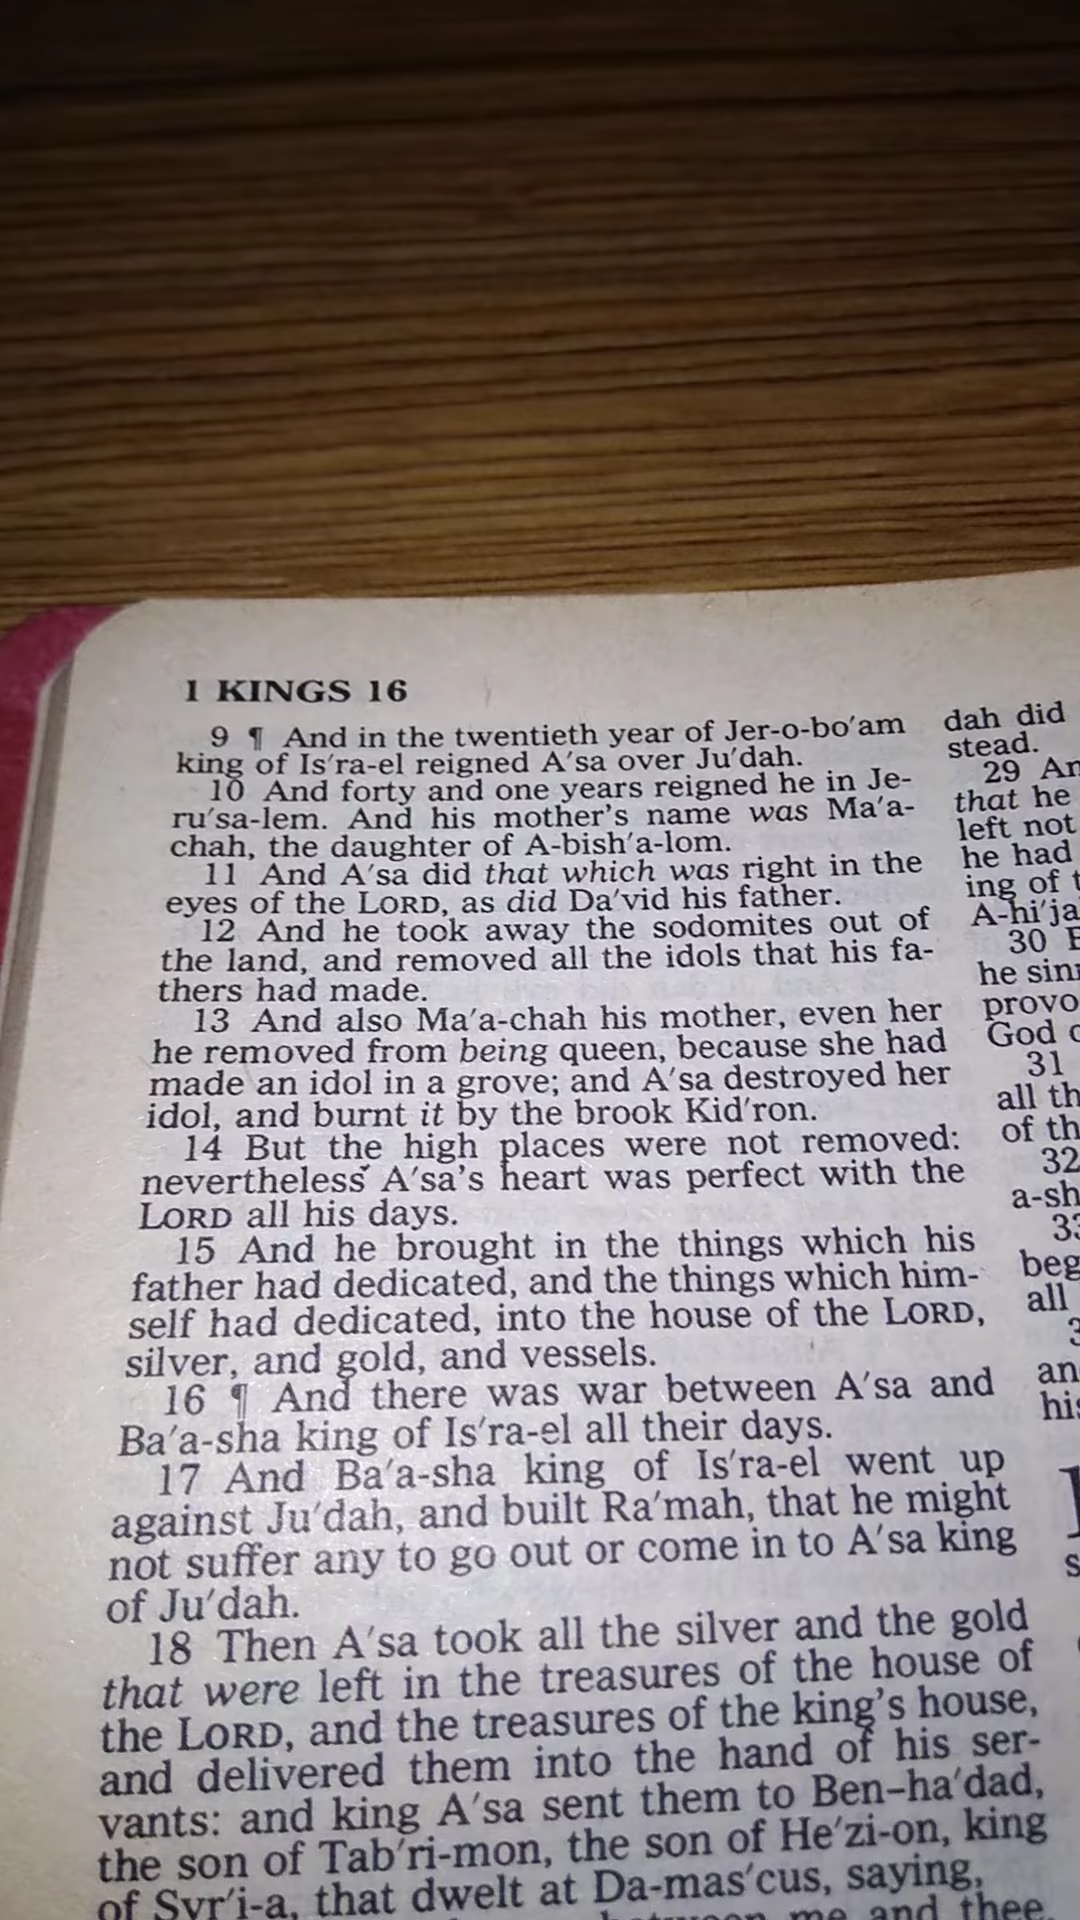 1 KINGS 16
9 ¶ And in the twentieth year of Jer-o-bo′am
king of Is′ra-el reigned A′sa over Ju′dah.
10 And forty and one years reigned he in Je-
ru′sa-lem. And his mother's name was Ma′a-
chah, the daughter of A-bish′a-lom.
11 And A′sa did that which was right in the
eyes of the LORD, as did Da′vid his father.
12 And he took away the sodomites out of
the land, and removed all the idols that his fa-
thers had made.
13 And also Ma′a-chah his mother, even her
he removed from being queen, because she had
made an idol in a grove; and A′sa destroyed her
idol, and burnt it by the brook Kid′ron.
14 But the high places were not removed:
nevertheless A′sa's heart was perfect with the
LORD all his days.
15 And he brought in the things which his
father had dedicated, and the things which him-
self had dedicated, into the house of the LORD,
silver, and gold, and vessels.
16 ¶ And there was war between A′sa and
Ba′a-sha king of Is′ra-el all their days.
17 And Ba′a-sha king of Is′ra-el went up
against Ju′dah, and built Ra′mah, that he might
not suffer any to go out or come in to A′sa king
of Ju′dah.
18 Then A′sa took all the silver and the gold
that were left in the treasures of the house of
the LORD, and the treasures of the king's house,
and delivered them into the hand of his ser-
vants: and king A′sa sent them to Ben-ha′dad,
the son of Tab′ri-mon, the son of He′zi-on, king
of Syr′i-a, that dwelt at Da-mas′cus, saying,
me and thee
dah did
stead.
29
that he
left not
he had
ing of
A-hi′ja
30
he
God
31
all
of
32
a-sh
all